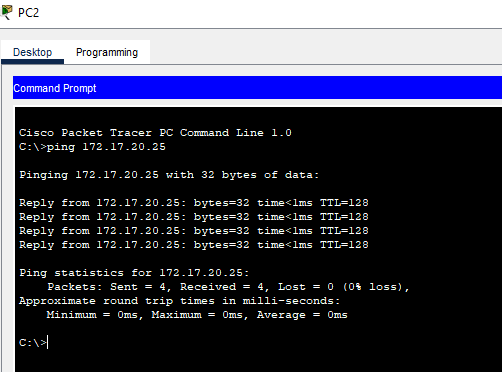 PC2
Desktop Programming
Command Prompt
Cisco Packet Tracer PC Command Line 1.0
C:\>ping 172.17.20.25
Pinging 172.17.20.25 with 32 bytes of data:
Reply from 172.17.20.25: bytes=32 time<1ms TTL=128
Reply from 172.17.20.25: bytes=32 time<1ms TTL=128
Reply from 172.17.20.25: bytes=32 time<1ms TTL=128
Reply from 172.17.20.25: bytes=32 time<1ms TTL=128
Ping statistics for 172.17.20.25:
    Packets: Sent = 4, Received = 4, Lost = 0 (0% loss),
Approximate round trip times in milli-seconds:
    Minimum = 0ms, Maximum = 0ms, Average = 0ms
C:\>